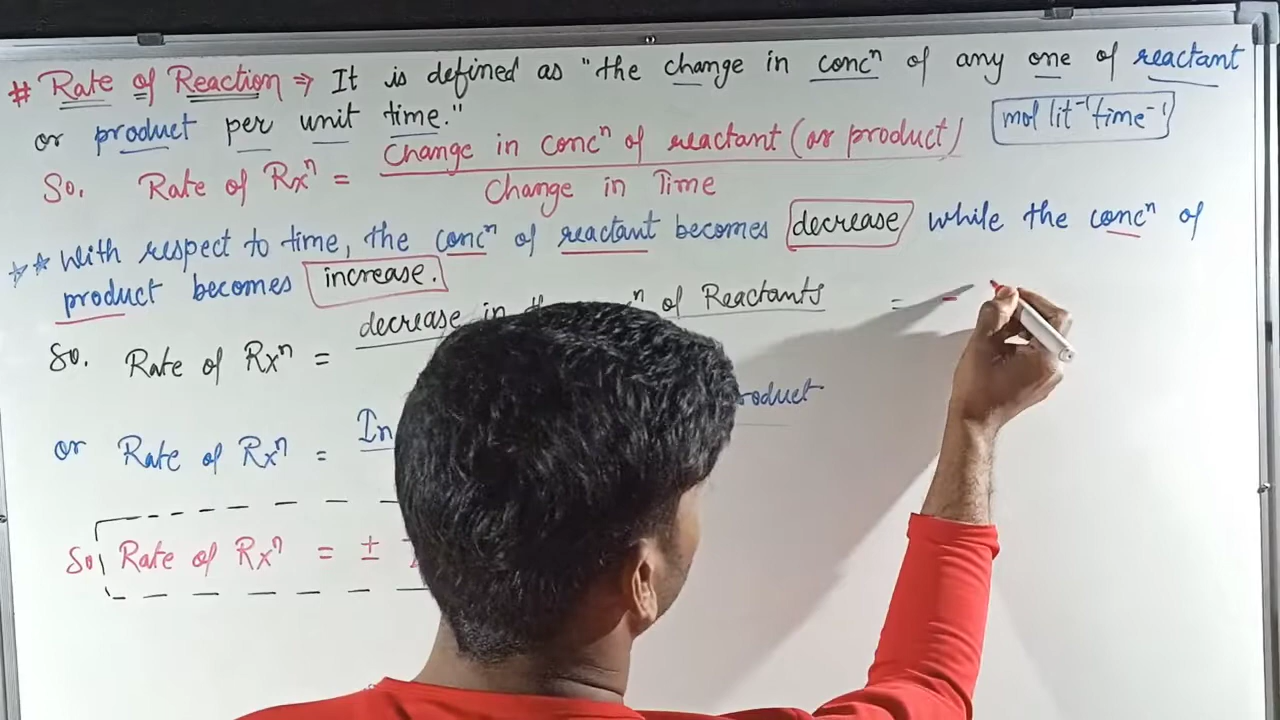 # Rate of Reaction ⇒ It is defined as "the change in concⁿ of any one of reactant
or product per unit time."
mol lit⁻¹ time⁻¹
So. Rate of Rxⁿ = Change in concⁿ of reactant (or product)
Change in Time
** With respect to time, the concⁿ of reactant becomes decrease while the concⁿ of
product becomes increase.
So. Rate of Rxⁿ = decrease in of Reactants = -
or Rate of Rxⁿ =
So, Rate of Rxⁿ = ±